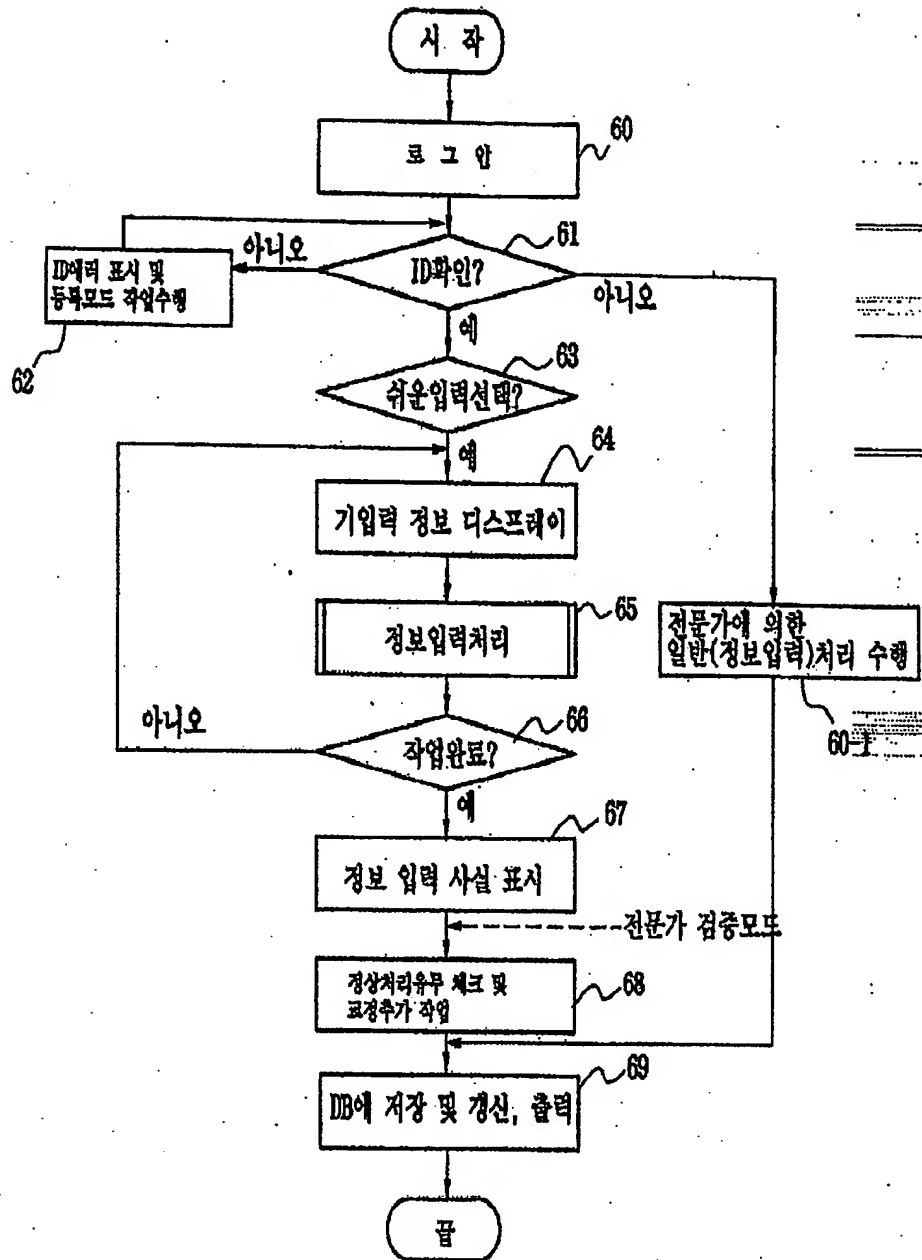 시 작
로 그 인
60
61
ID확인?
아니오
아니오
ID에러 표시 및
등록모드 작업수행
62
예
63
쉬운입력선택?
예
64
기입력 정보 디스프레이
65
정보입력처리
전문가에 의한
일반(정보입력)처리 수행
60-1
66
작업완료?
아니오
예
67
정보 입력 사실 표시
전문가 검증모드
정상처리유무 체크 및
교정추가 작업
68
69
DB에 저장 및 갱신, 출력
끝